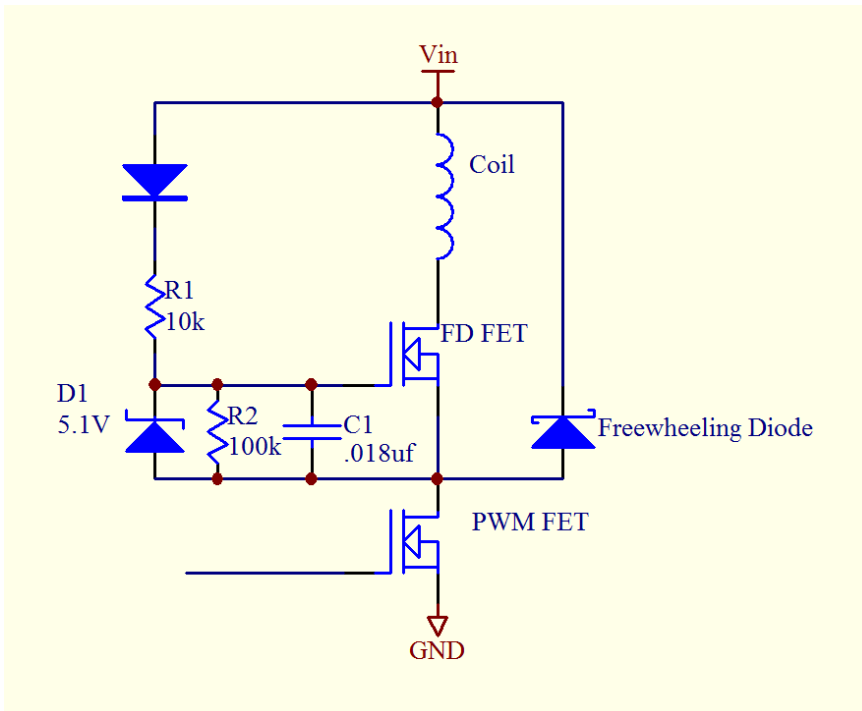 Vin
Coil
R1
10k
FD FET
D1
5.1V
R2
100k
C1
.018uf
Freewheeling Diode
PWM FET
GND